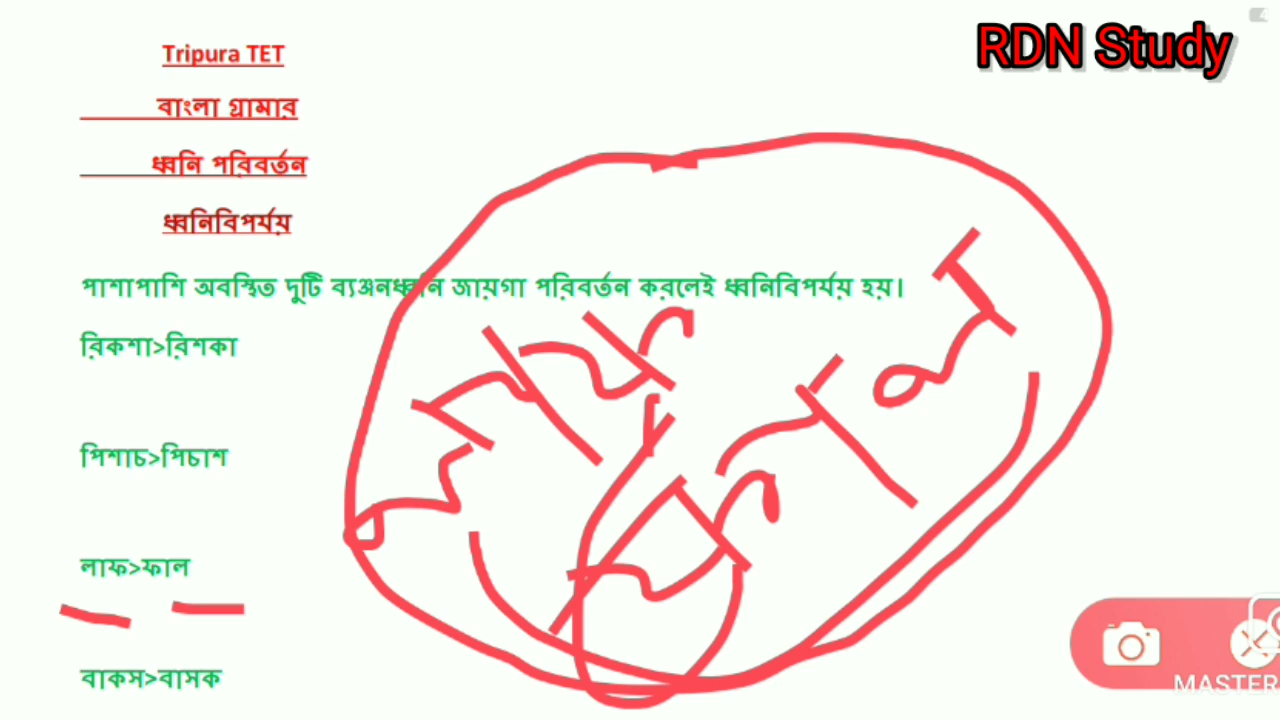 RDN Study
Tripura TET
বাংলা গ্রামার
ধ্বনি পরিবর্তন
ধ্বনিবিপর্যয়
পাশাপাশি অবস্থিত দুটি ব্যঞ্জনধ্বনি জায়গা পরিবর্তন করলেই ধ্বনিবিপর্যয় হয়।
রিকশা>রিশকা
পিশাচ>পিচাশ
লাফ>ফাল
বাকস>বাসক
MASTER